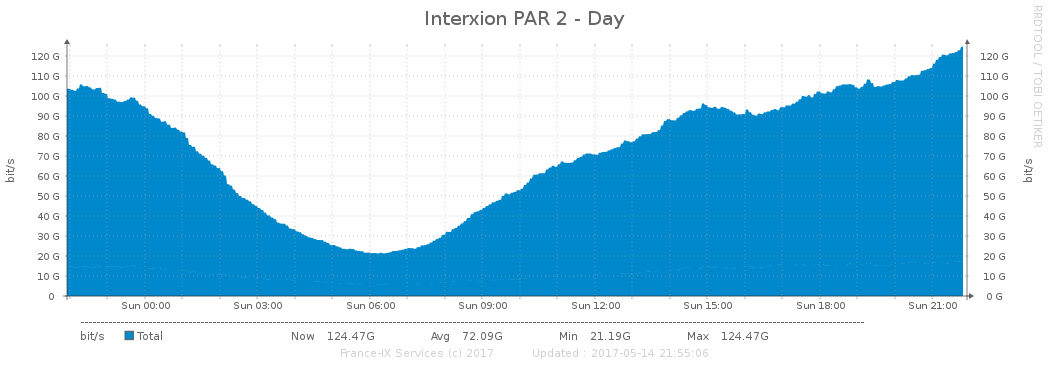 Interxion PAR 2 - Day
RRDTOOL / TOBI OETIKER
bit/s
120 G
110 G
100 G
90 G
80 G
70 G
60 G
50 G
40 G
30 G
20 G
10 G
0
120 G
110 G
100 G
90 G
80 G
70 G
60 G
50 G
40 G
30 G
20 G
10 G
0 G
bit/s
Sun 00:00 Sun 03:00 Sun 06:00 Sun 09:00 Sun 12:00 Sun 15:00 Sun 18:00 Sun 21:00
bit/s Total Now 124.47G Avg 72.09G Min 21.19G Max 124.47G
France-IX Services (c) 2017 Updated : 2017-05-14 21:55:06